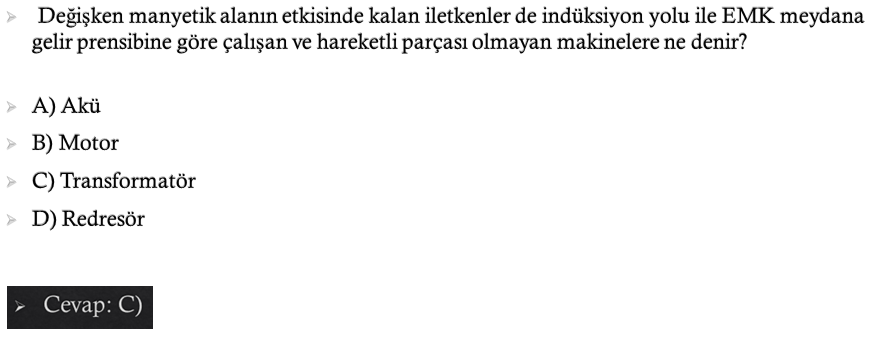 ➢ Değişken manyetik alanın etkisinde kalan iletkenler de indüksiyon yolu ile EMK meydana
gelir prensibine göre çalışan ve hareketli parçası olmayan makinelere ne denir?
➢ A) Akü
➢ B) Motor
➢ C) Transformatör
➢ D) Redresör
➢ Cevap: C)